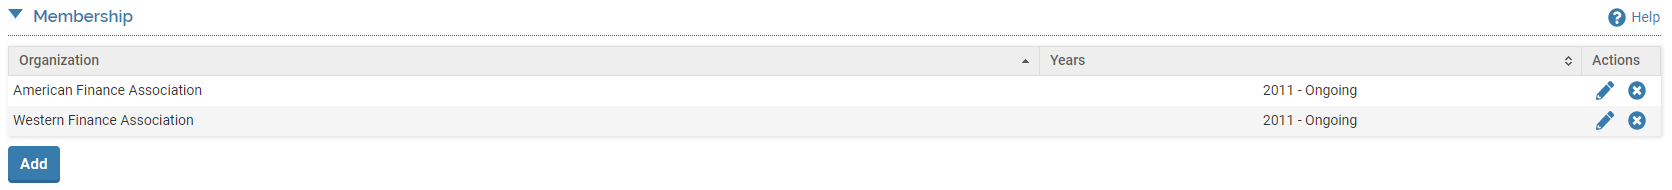 Membership Help
Organization Years Actions
American Finance Association 2011 - Ongoing
Western Finance Association 2011 - Ongoing
Add